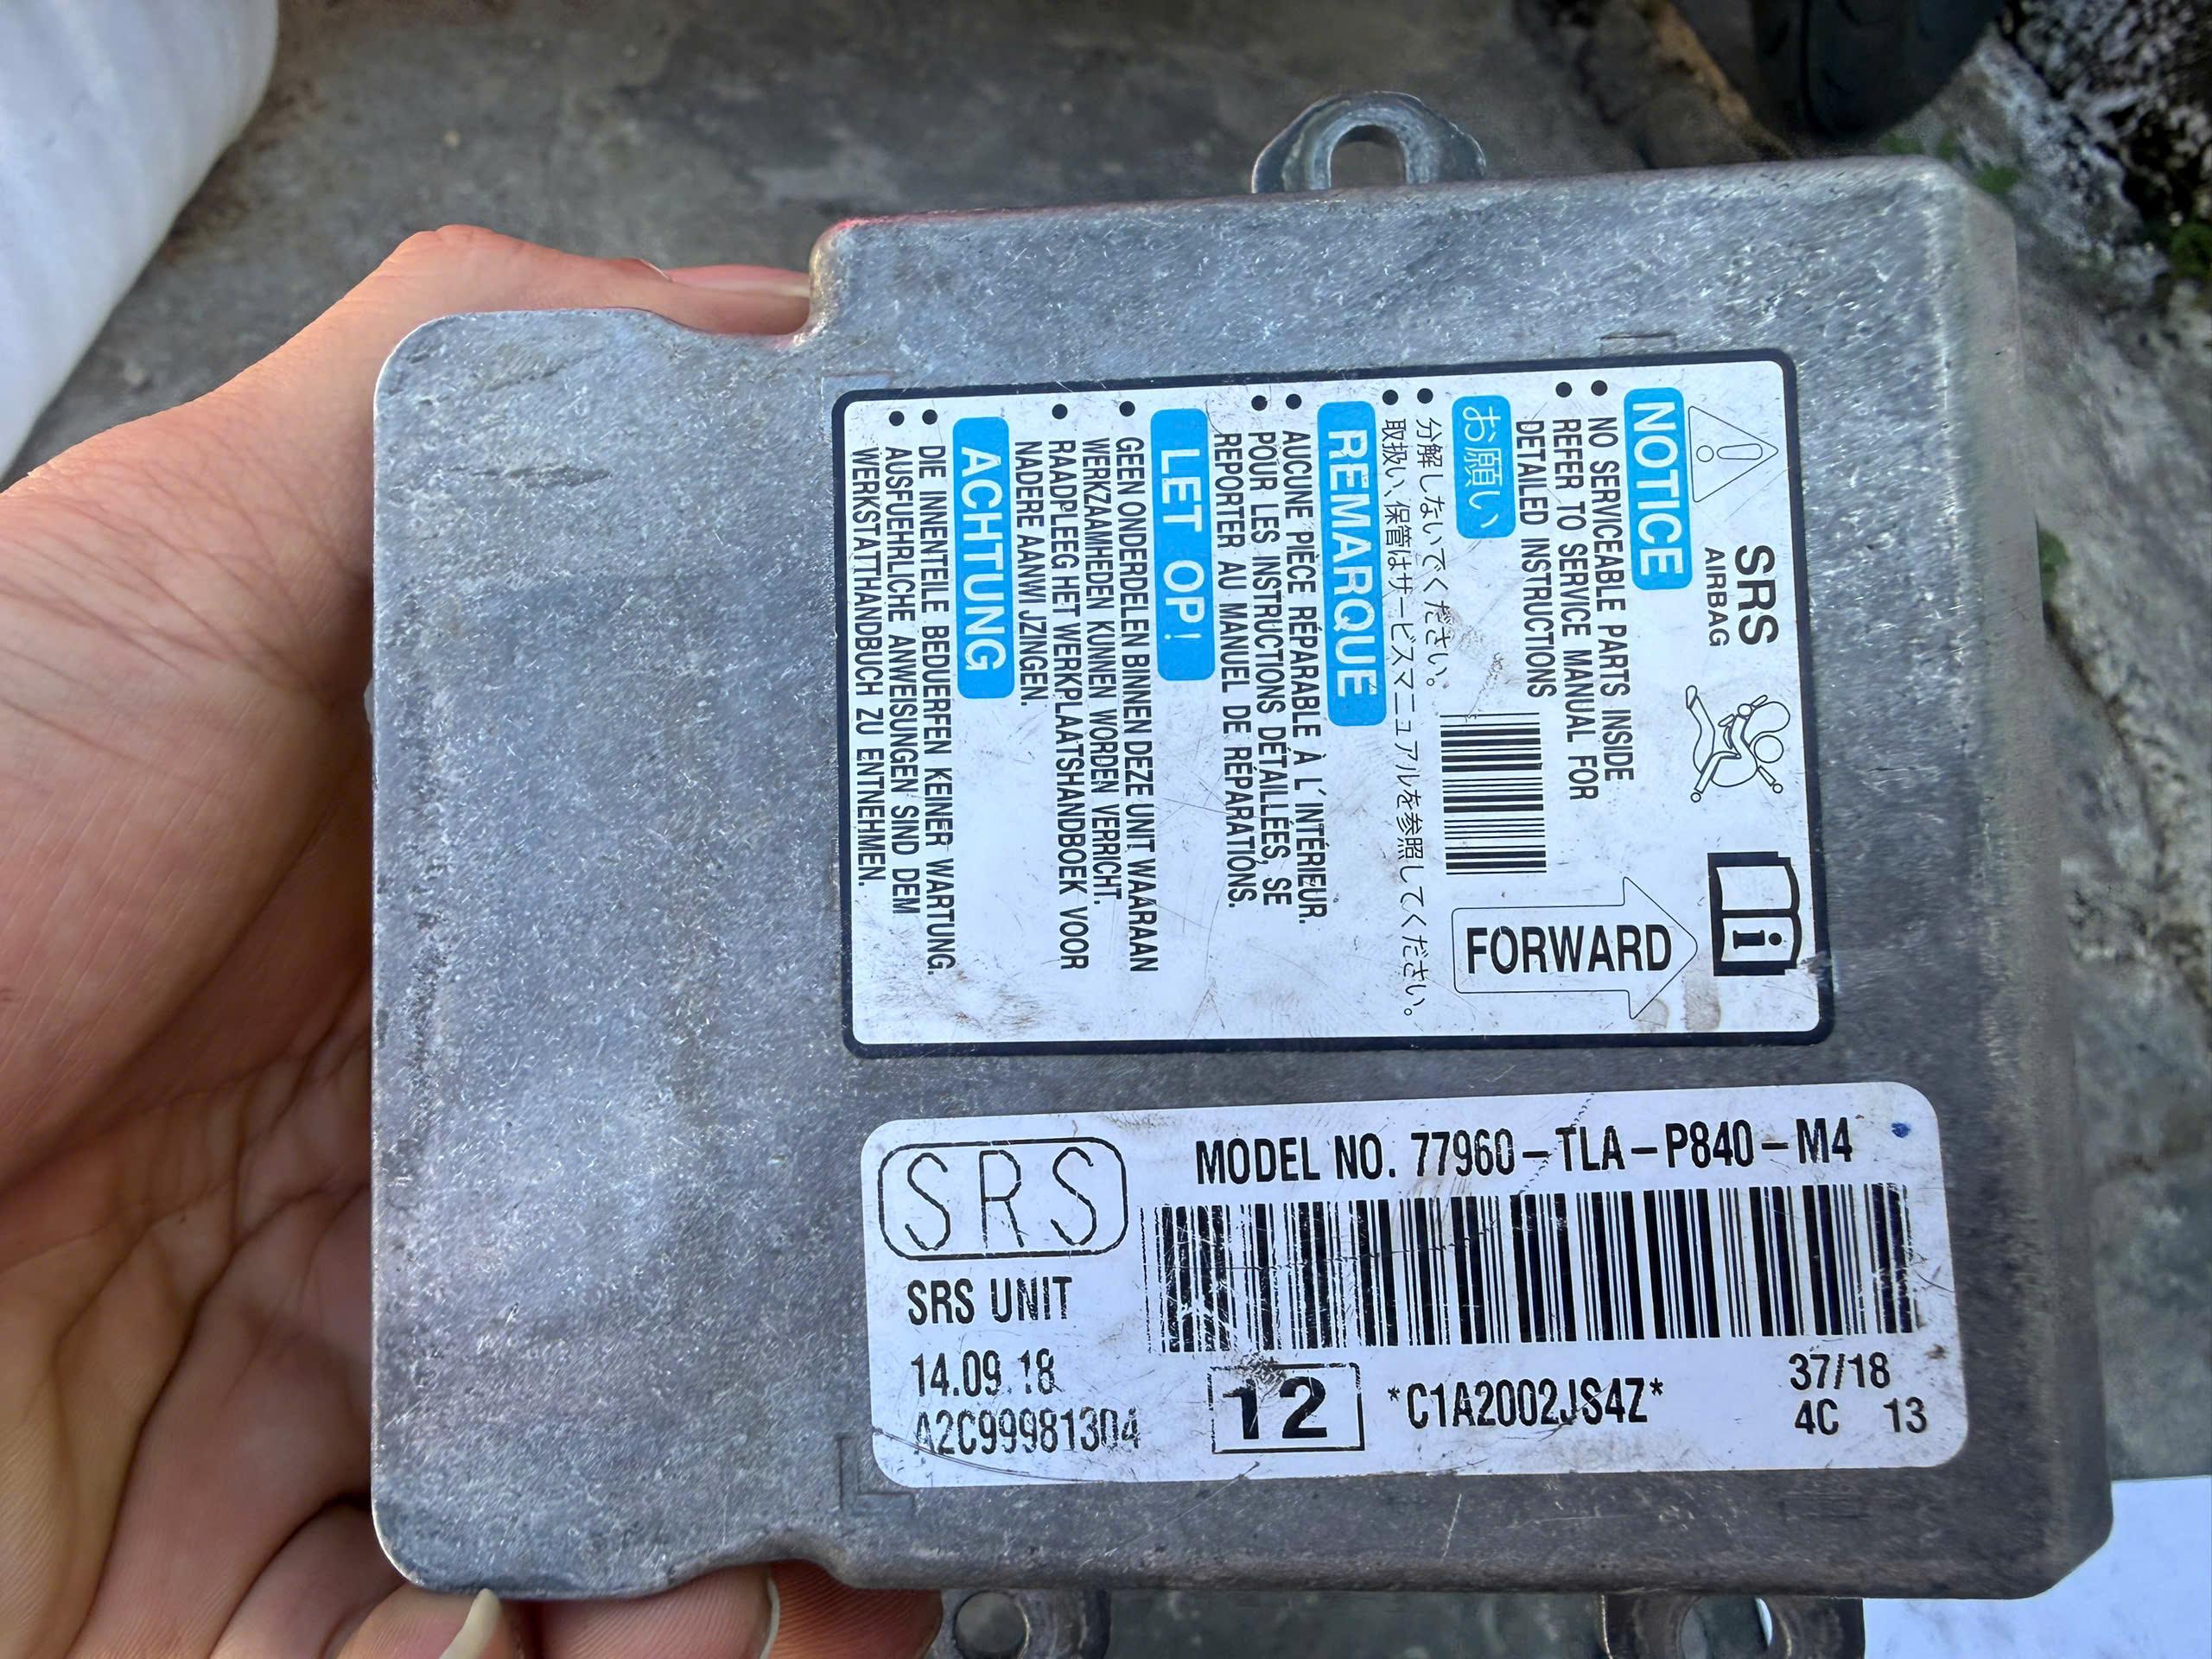 SRS
AIRBAG
NOTICE
• NO SERVICEABLE PARTS INSIDE
• REFER TO SERVICE MANUAL FOR
DETAILED INSTRUCTIONS
FORWARD
お願い
• 分解しないでください。
• 取扱い、保管はサービスマニュアルを参照してください。
REMARQUE
• AUCUNE PIÈCE RÉPARABLE À L'INTÉRIEUR.
• POUR LES INSTRUCTIONS DÉTAILLÉES, SE
REPORTER AU MANUEL DE RÉPARATIONS.
LET OP!
• GEEN ONDERDELEN BINNEN DEZE UNIT WAARAAN
WERKZAAMHEDEN KUNNEN WORDEN VERRICHT.
• RAADPLEEG HET WERKPLAATSHANDBOEK VOOR
NADERE AANWIJZINGEN.
ACHTUNG
• DIE INNENTEILE BEDUERFEN KEINER WARTUNG.
• AUSFUEHRLICHE ANWEISUNGEN SIND DEM
WERKSTATTHANDBUCH ZU ENTNEHMEN.
SRS
MODEL NO. 77960-TLA-P840-M4
SRS UNIT
14.09.18
A2C99981304
12
*C1A2002JS4Z*
37/18
4C 13